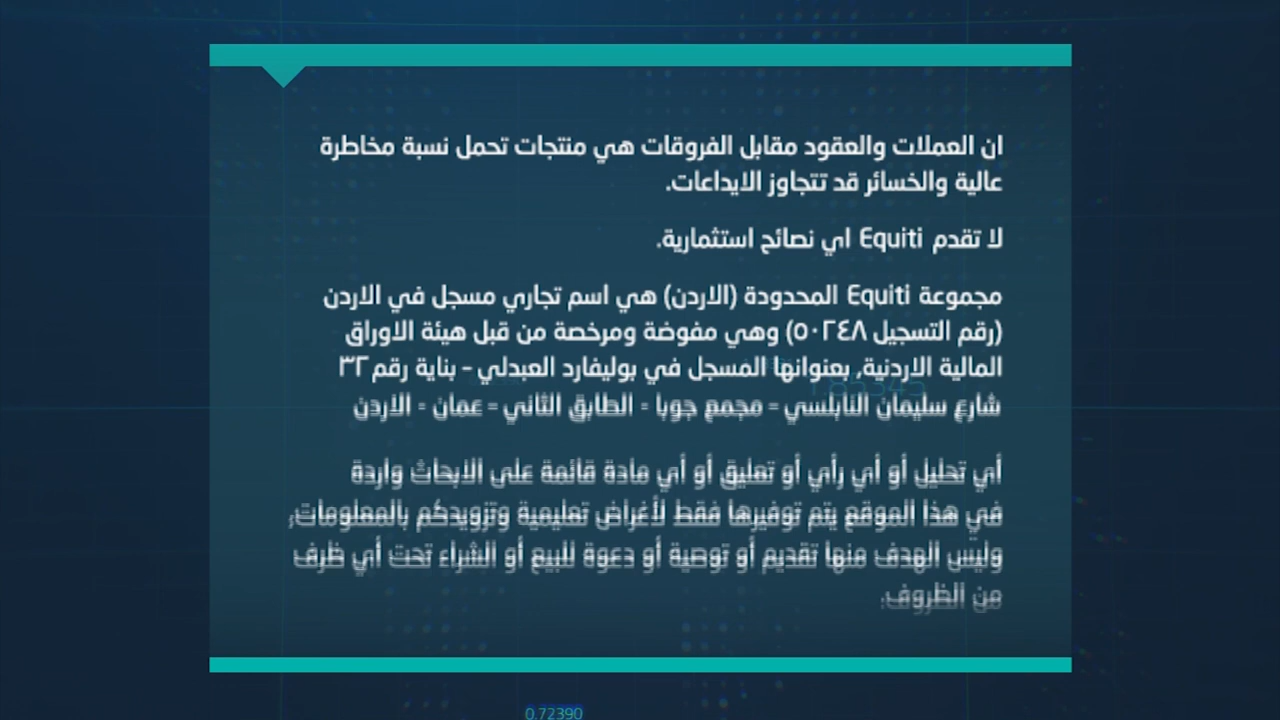 ان العملات والعقود مقابل الفروقات هي منتجات تحمل نسبة مخاطرة
عالية والخسائر قد تتجاوز الايداعات.
لا تقدم Equiti اي نصائح استثمارية.
مجموعة Equiti المحدودة (الاردن) هي اسم تجاري مسجل في الاردن
(رقم التسجيل ٥٠٢٤٨) وهي مفوضة ومرخصة من قبل هيئة الاوراق
المالية الاردنية، بعنوانها المسجل في بوليفارد العبدلي - بناية رقم ٣٢
شارع سليمان النابلسي - مجمع جوبا - الطابق الثاني - عمان - الاردن
أي تحليل أو أي رأي أو تعليق أو أي مادة قائمة على الابحاث واردة
في هذا الموقع يتم توفيرها فقط لأغراض تعليمية وتزويدكم بالمعلومات،
وليس الهدف منها تقديم أو توصية أو دعوة للبيع أو الشراء تحت أي ظرف
من الظروف.
1.85345
0.72390